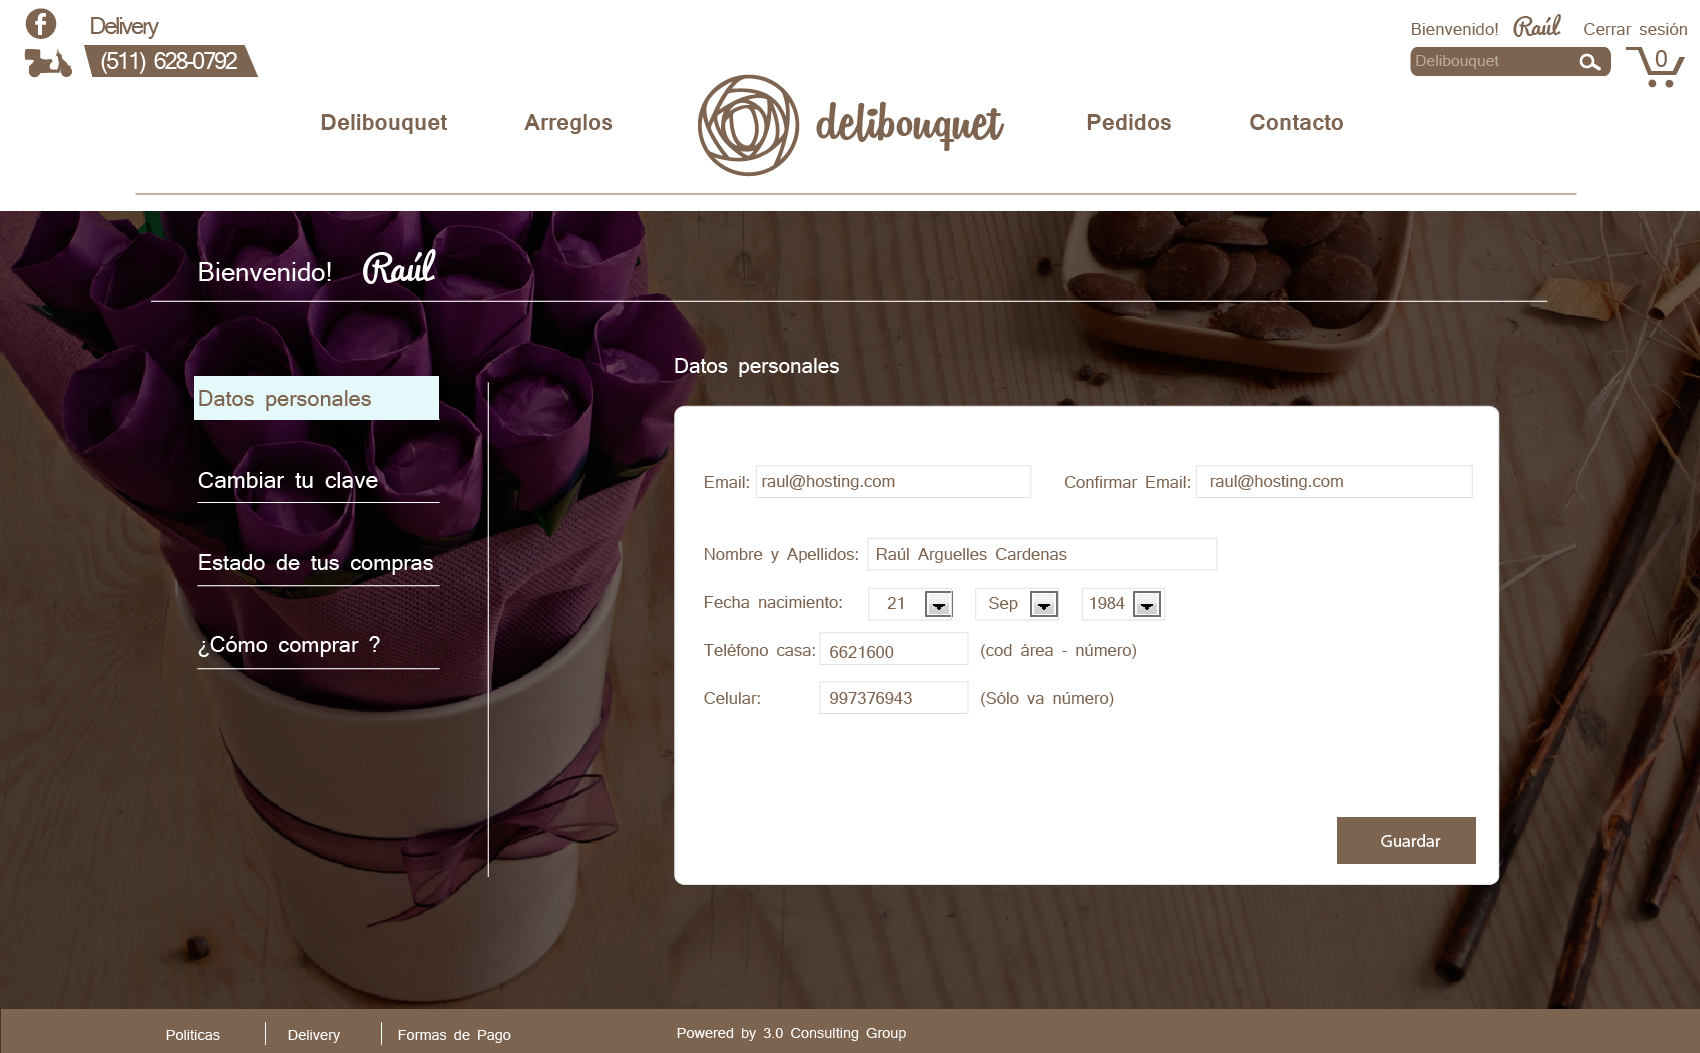 Delivery
(511) 628-0792
Bienvenido! Raúl Cerrar sesión
Delibouquet
0
Delibouquet Arreglos delibouquet Pedidos Contacto
Bienvenido! Raúl
Datos personales
Cambiar tu clave
Estado de tus compras
¿Cómo comprar ?
Datos personales
Email: raul@hosting.com Confirmar Email: raul@hosting.com
Nombre y Apellidos: Raúl Arguelles Cardenas
Fecha nacimiento: 21 Sep 1984
Teléfono casa: 6621600 (cod área - número)
Celular: 997376943 (Sólo va número)
Guardar
Politicas Delivery Formas de Pago Powered by 3.0 Consulting Group